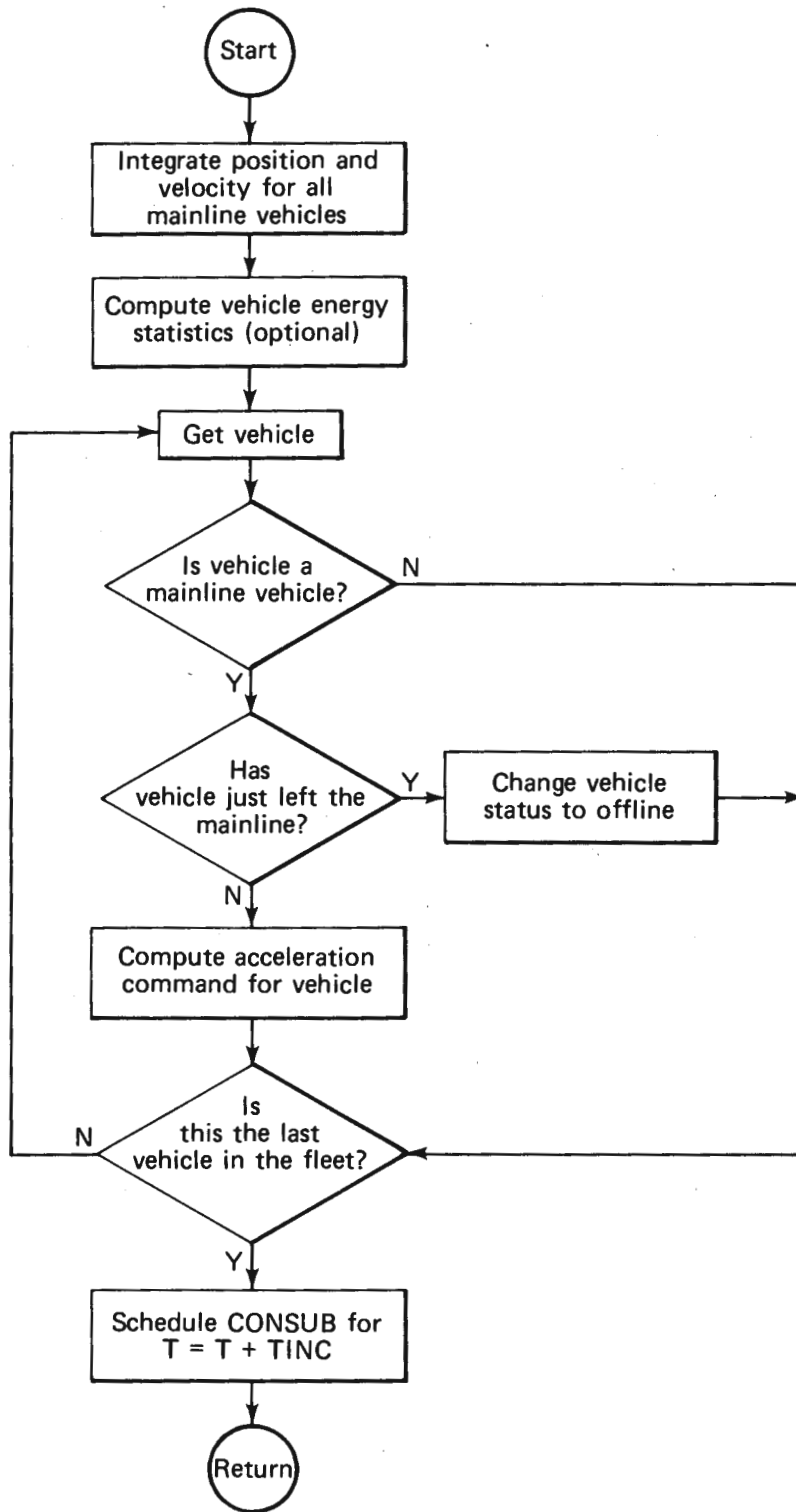 Start
Integrate position and
velocity for all
mainline vehicles
Compute vehicle energy
statistics (optional)
Get vehicle
Is vehicle a
mainline vehicle?
N
Y
Has
vehicle just left the
mainline?
Y
Change vehicle
status to offline
N
Compute acceleration
command for vehicle
Is
this the last
vehicle in the fleet?
N
Y
Schedule CONSUB for
T = T + TINC
Return